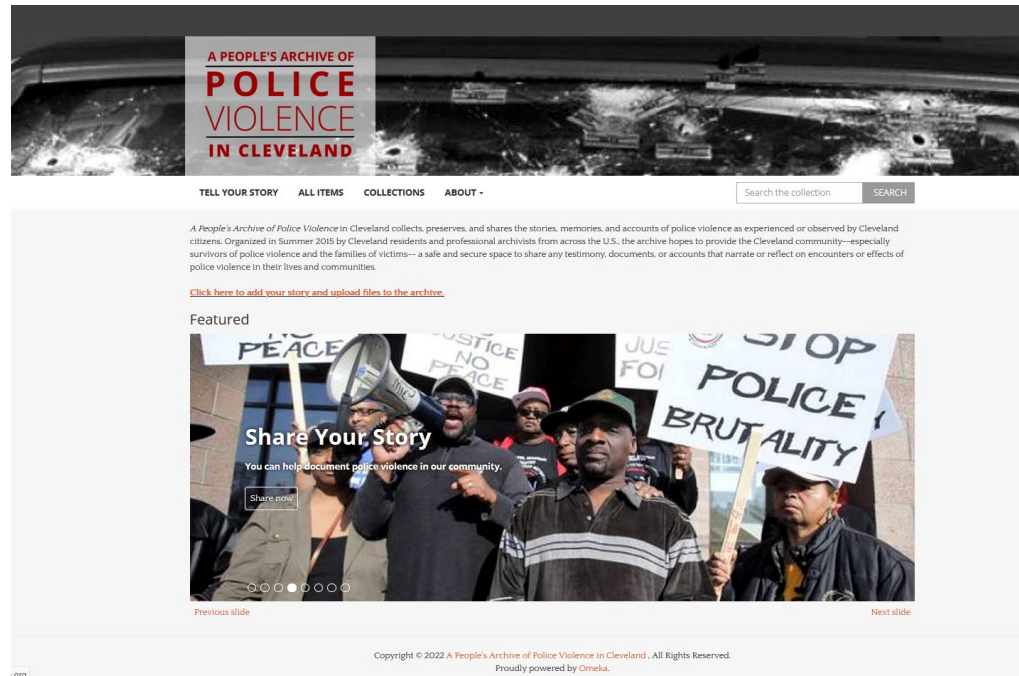 A PEOPLE'S ARCHIVE OF
POLICE
VIOLENCE
IN CLEVELAND
TELL YOUR STORY ALL ITEMS COLLECTIONS ABOUT
Search the collection SEARCH
A People's Archive of Police Violence in Cleveland collects, preserves, and shares the stories, memories, and accounts of police violence as experienced or observed by Cleveland
citizens. Organized in Summer 2015 by Cleveland residents and professional archivists from across the U.S., the archive hopes to provide the Cleveland community--especially
survivors of police violence and the families of victims-- a safe and secure space to share any testimony, documents, or accounts that narrate or reflect on encounters or effects of
police violence in their lives and communities.
Click here to add your story and upload files to the archive.
Featured
PEACE
JUSTICE
NO
PEACE
JUS
FOR
STOP
POLICE
BRUTALITY
Share Your Story
You can help document police violence in our community.
Share now
Previous slide Next slide
Copyright © 2022 A People's Archive of Police Violence in Cleveland , All Rights Reserved.
Proudly powered by Omeka.